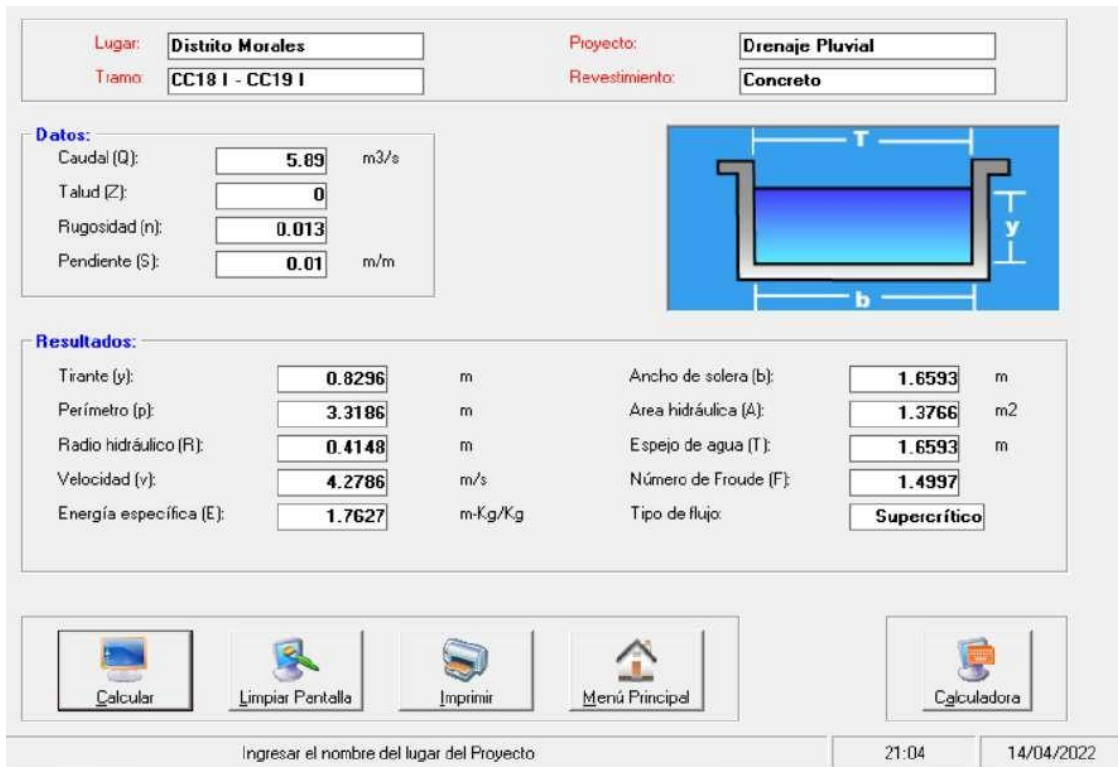 Lugar: Distrito Morales Proyecto: Drenaje Pluvial
Tramo: CC18 I - CC19 I Revestimiento: Concreto
Datos:
Caudal (Q): 5.89 m3/s
Talud (Z): 0
Rugosidad (n): 0.013
Pendiente (S): 0.01 m/m
T
y
b
Resultados:
Tirante (y): 0.8296 m Ancho de solera (b): 1.6593 m
Perímetro (p): 3.3186 m Area hidráulica (A): 1.3766 m2
Radio hidráulico (R): 0.4148 m Espejo de agua (T): 1.6593 m
Velocidad (v): 4.2786 m/s Número de Froude (F): 1.4997
Energía específica (E): 1.7627 m-Kg/Kg Tipo de flujo: Supercrítico
Calcular Limpiar Pantalla Imprimir Menú Principal Calculadora
Ingresar el nombre del lugar del Proyecto 21:04 14/04/2022